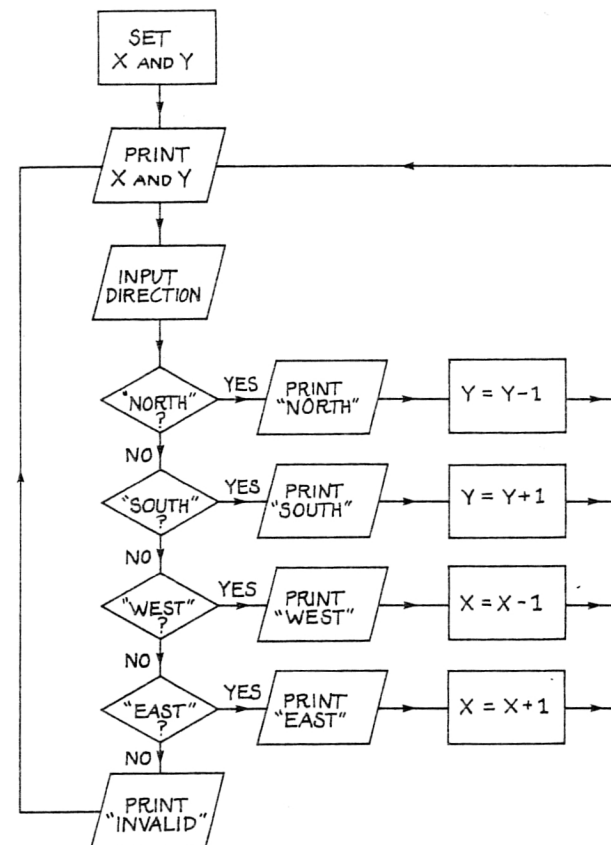 SET
X AND Y
PRINT
X AND Y
INPUT
DIRECTION
"NORTH"
?
YES
PRINT
"NORTH"
Y = Y-1
NO
"SOUTH"
?
YES
PRINT
"SOUTH"
Y = Y+1
NO
"WEST"
?
YES
PRINT
"WEST"
X = X-1
NO
"EAST"
?
YES
PRINT
"EAST"
X = X+1
NO
PRINT
"INVALID"